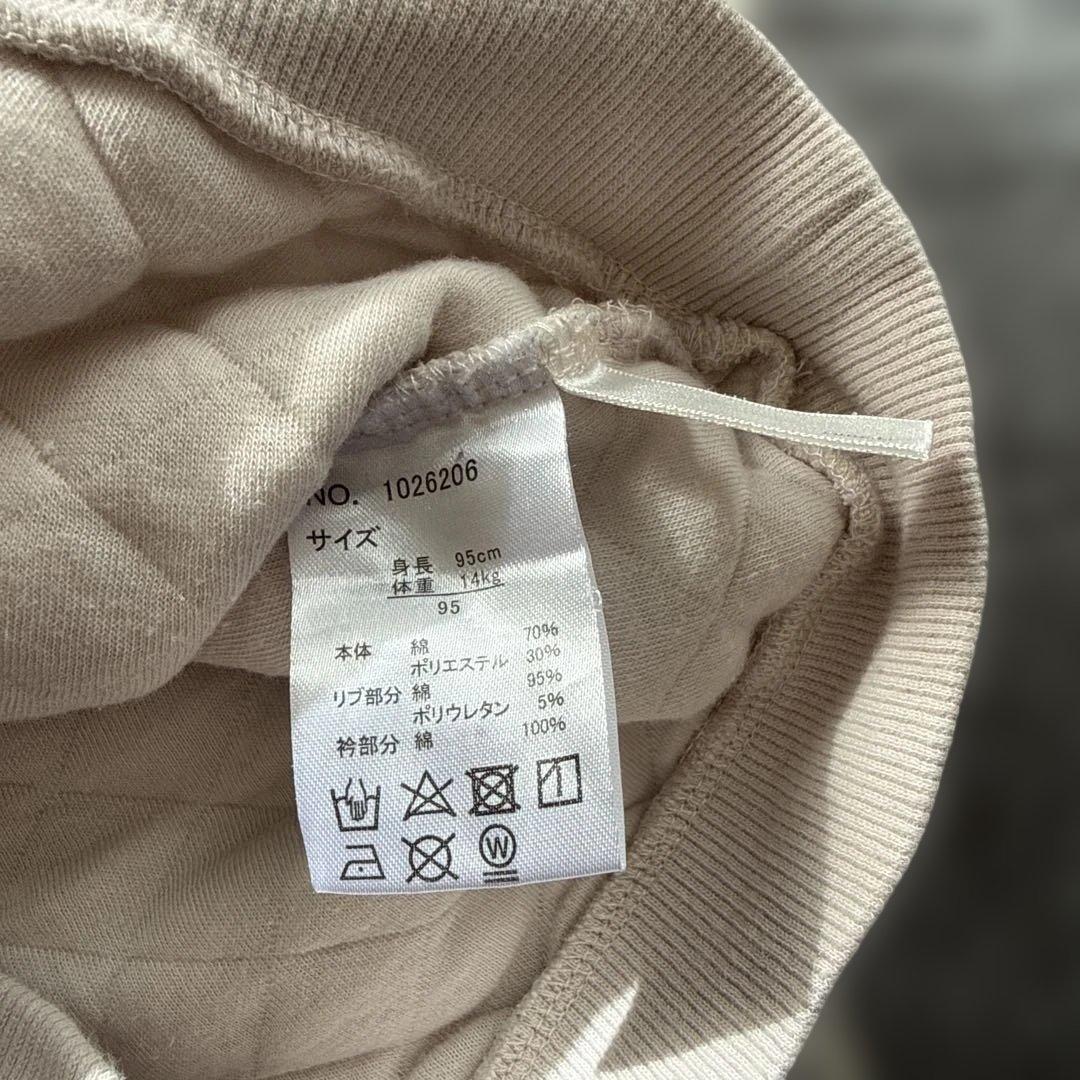 NO. 1026206
サイズ
身長 95cm
体重 14kg
95
本体 綿 70%
ポリエステル 30%
リブ部分 綿 95%
ポリウレタン 5%
衿部分 綿 100%
W